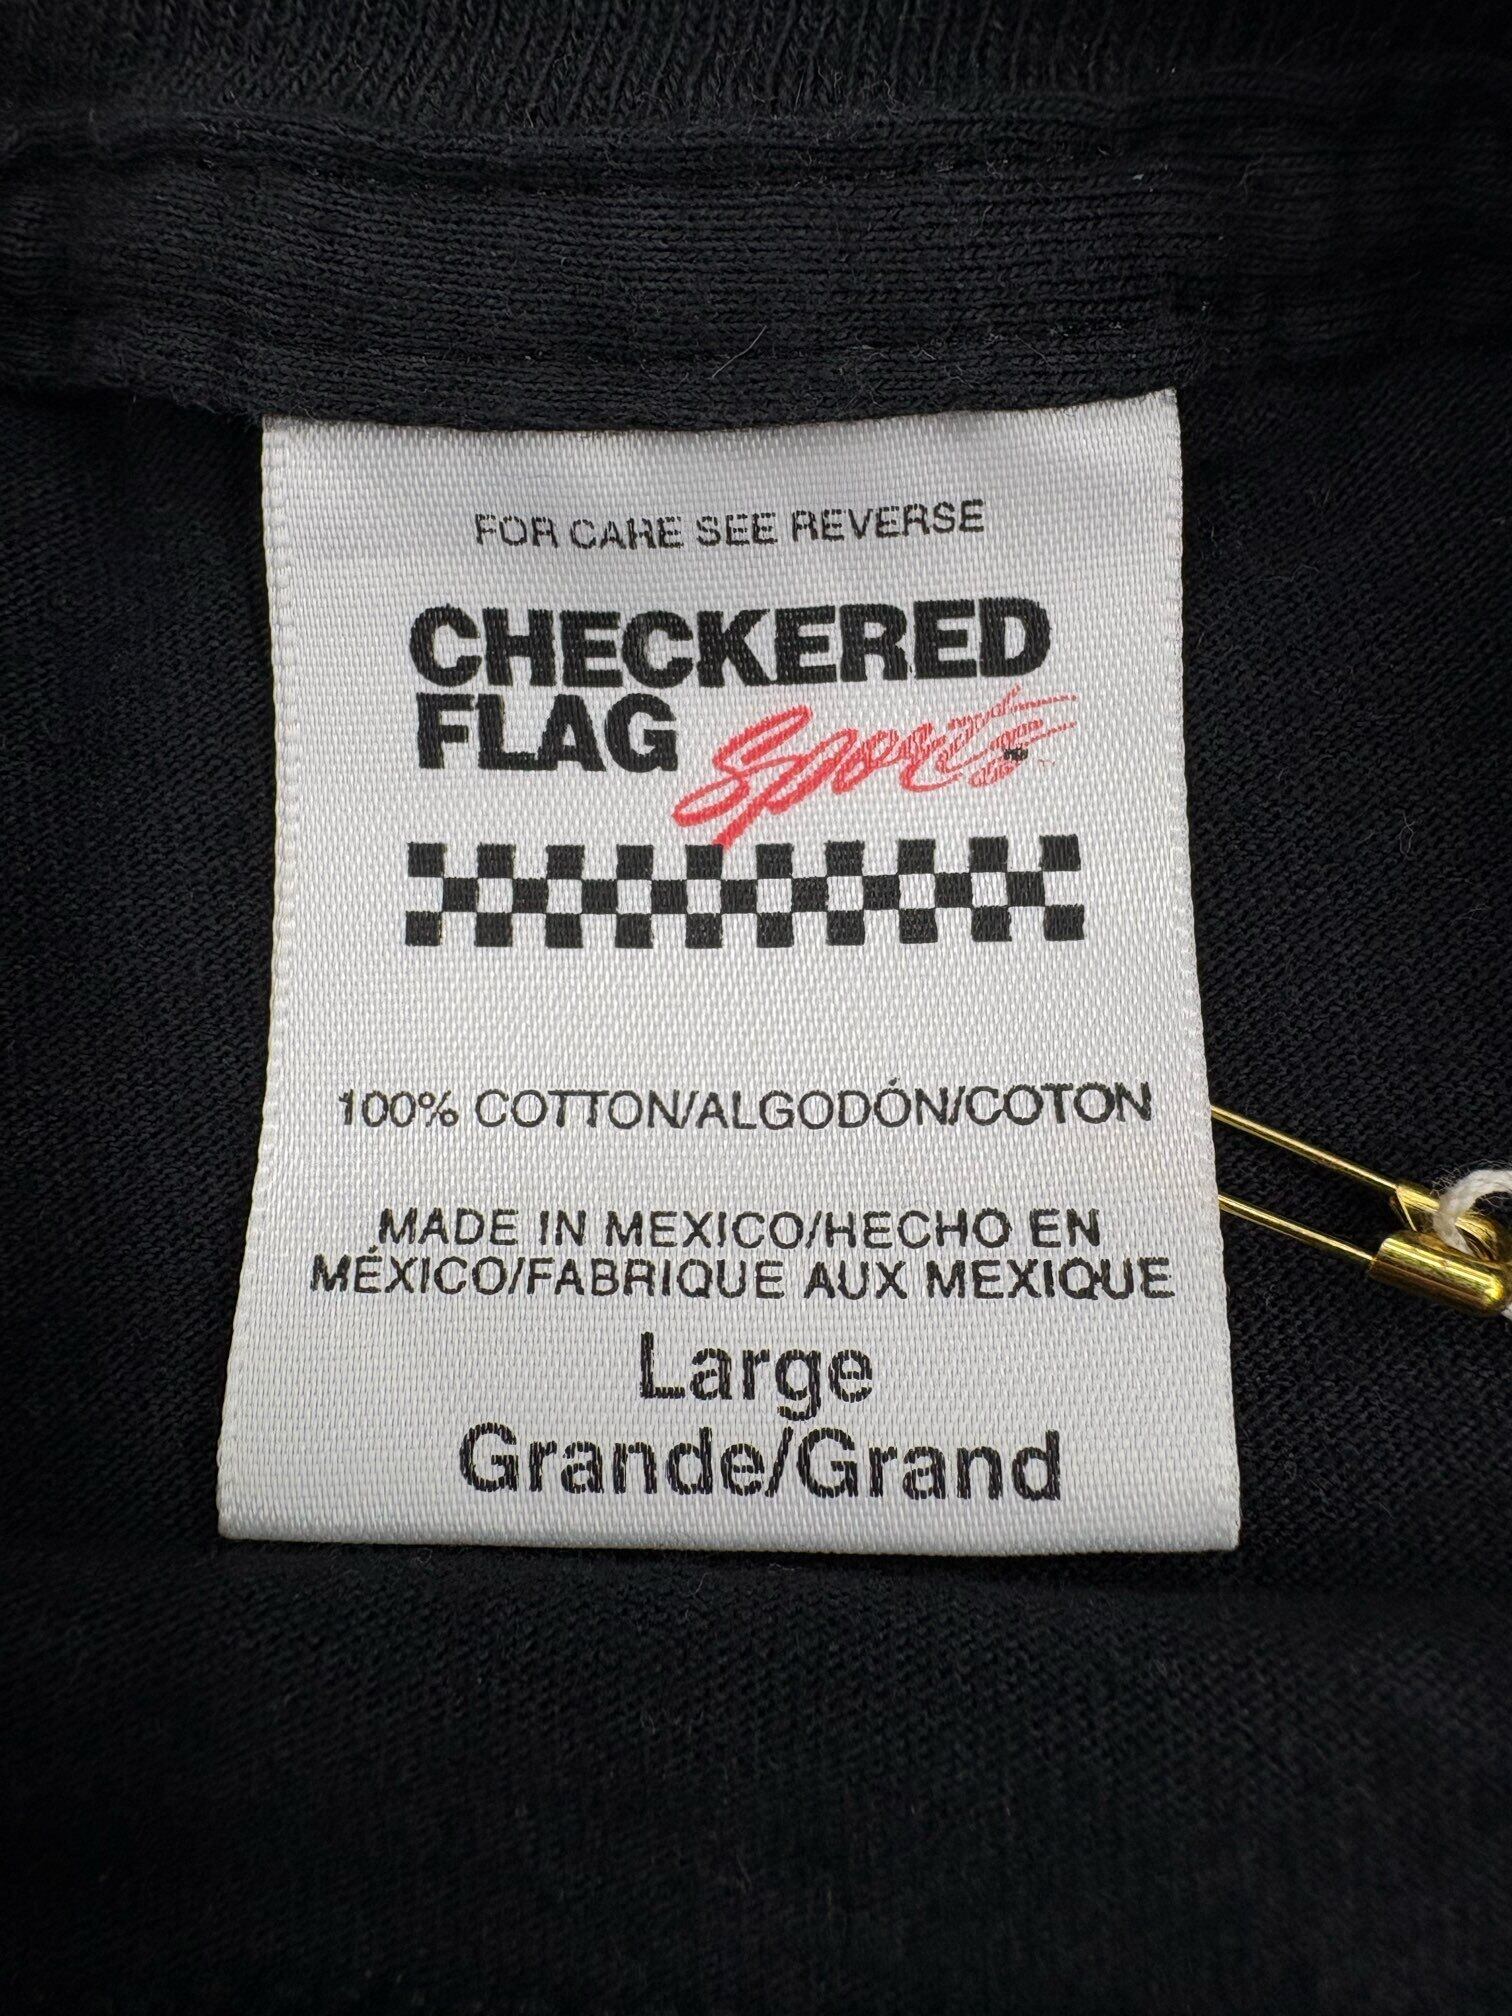 FOR CARE SEE REVERSE
CHECKERED
FLAG Sports
100% COTTON/ALGODÓN/COTON
MADE IN MEXICO/HECHO EN
MÉXICO/FABRIQUE AUX MEXIQUE
Large
Grande/Grand